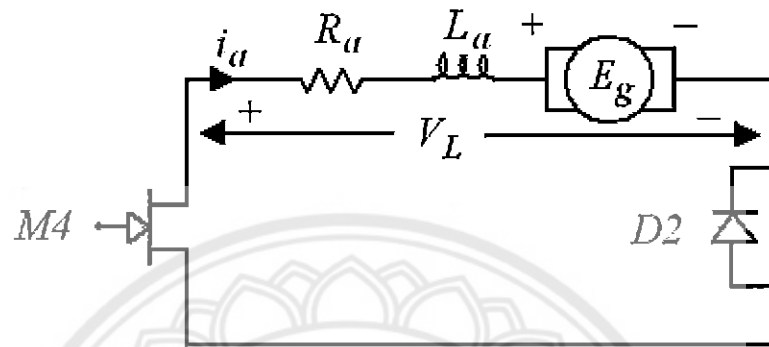 i_a R_a L_a + −
E_g
+ V_L −
M4 D2